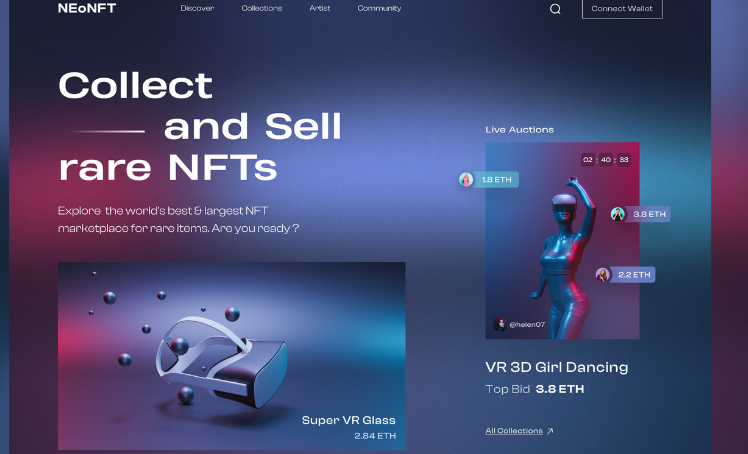 NEoNFT
Discover
Collections
Artist
Community
Connect Wallet
Collect
and Sell
rare NFTs
Explore the world's best & largest NFT
marketplace for rare items. Are you ready ?
Super VR Glass
2.84 ETH
Live Auctions
02 : 40 : 33
1.8 ETH
3.8 ETH
2.2 ETH
@helen07
VR 3D Girl Dancing
Top Bid 3.8 ETH
All Collections